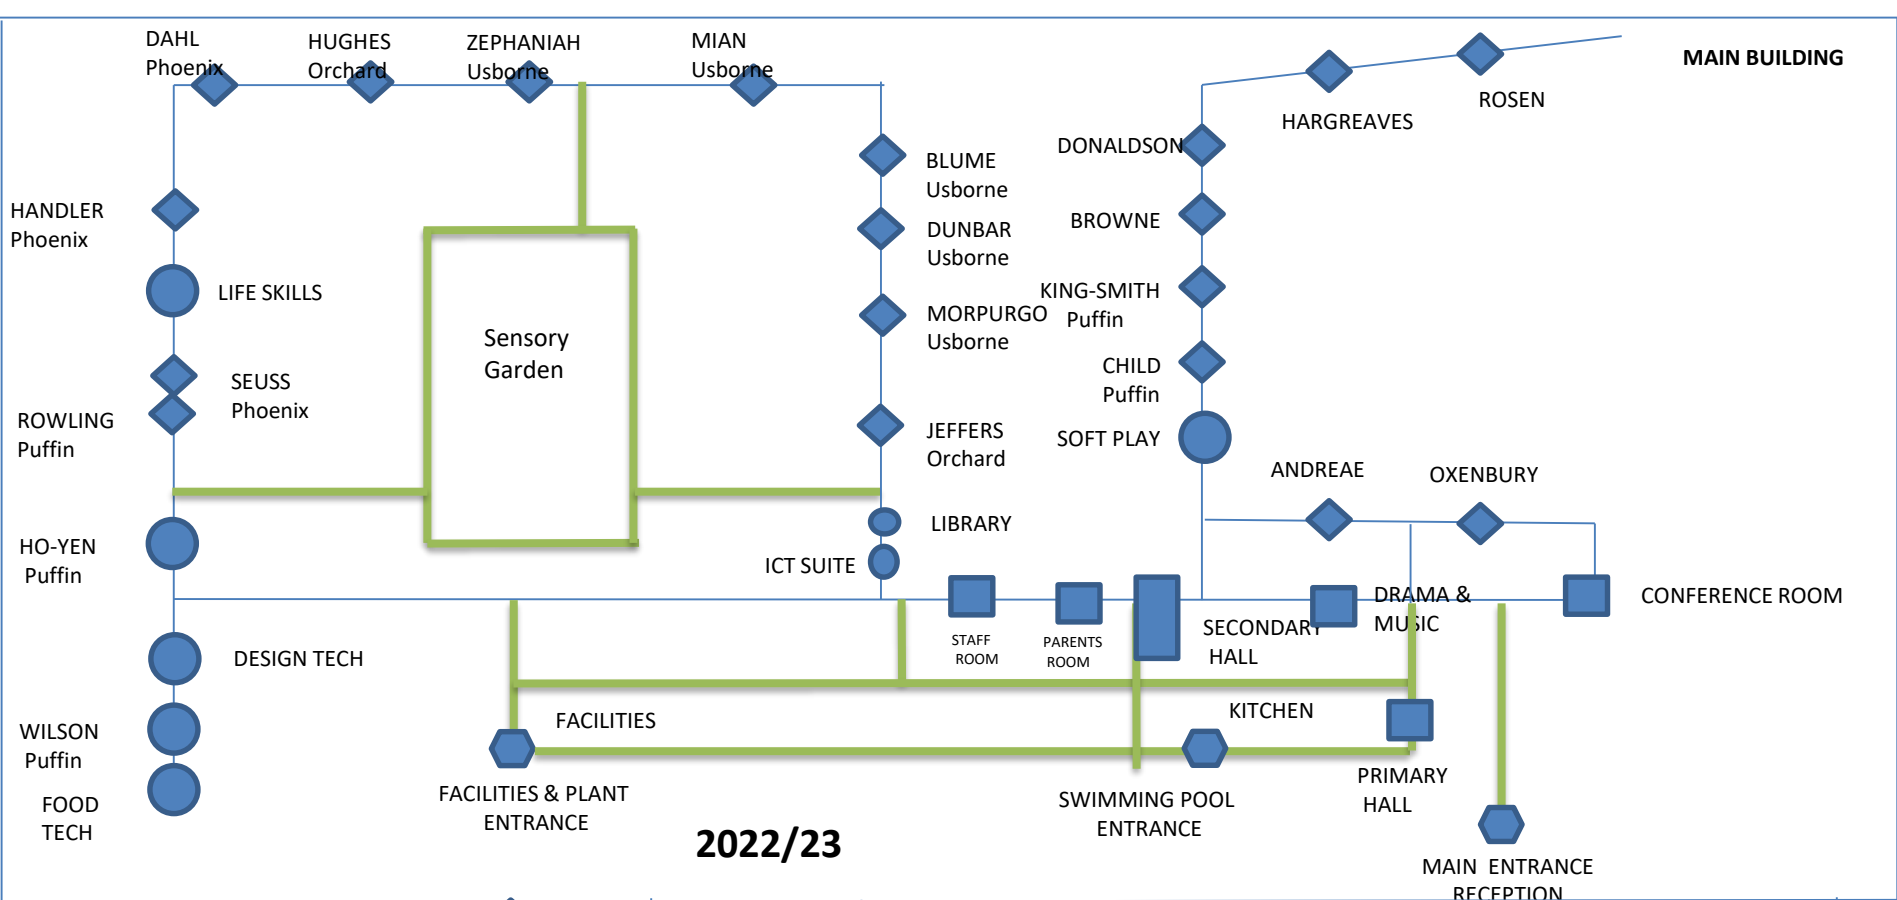 DAHL
Phoenix
HUGHES
Orchard
ZEPHANIAH
Usborne
MIAN
Usborne
MAIN BUILDING
HARGREAVES
ROSEN
DONALDSON
BLUME
Usborne
HANDLER
Phoenix
BROWNE
DUNBAR
Usborne
LIFE SKILLS
KING-SMITH
Puffin
MORPURGO
Usborne
Sensory
Garden
CHILD
Puffin
SEUSS
Phoenix
ROWLING
Puffin
JEFFERS
Orchard
SOFT PLAY
ANDREAE
OXENBURY
LIBRARY
HO-YEN
Puffin
ICT SUITE
DRAMA &
MUSIC
CONFERENCE ROOM
STAFF
ROOM
PARENTS
ROOM
SECONDARY
HALL
DESIGN TECH
FACILITIES
KITCHEN
WILSON
Puffin
FOOD
TECH
FACILITIES & PLANT
ENTRANCE
SWIMMING POOL
ENTRANCE
PRIMARY
HALL
2022/23
MAIN ENTRANCE
RECEPTION